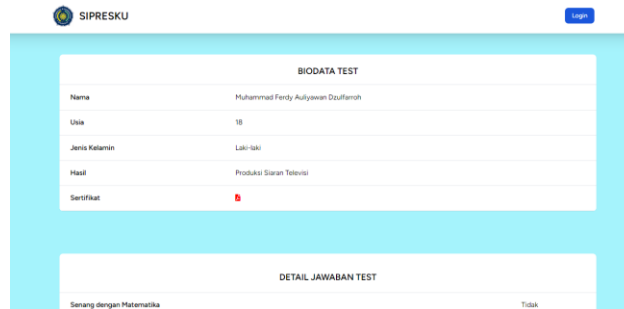 SIPRESKU
Login
BIODATA TEST
Nama Muhammad Ferdy Auliyawan Dzulfarroh
Usia 18
Jenis Kelamin Laki-laki
Hasil Produksi Siaran Televisi
Sertifikat
DETAIL JAWABAN TEST
Senang dengan Matematika Tidak